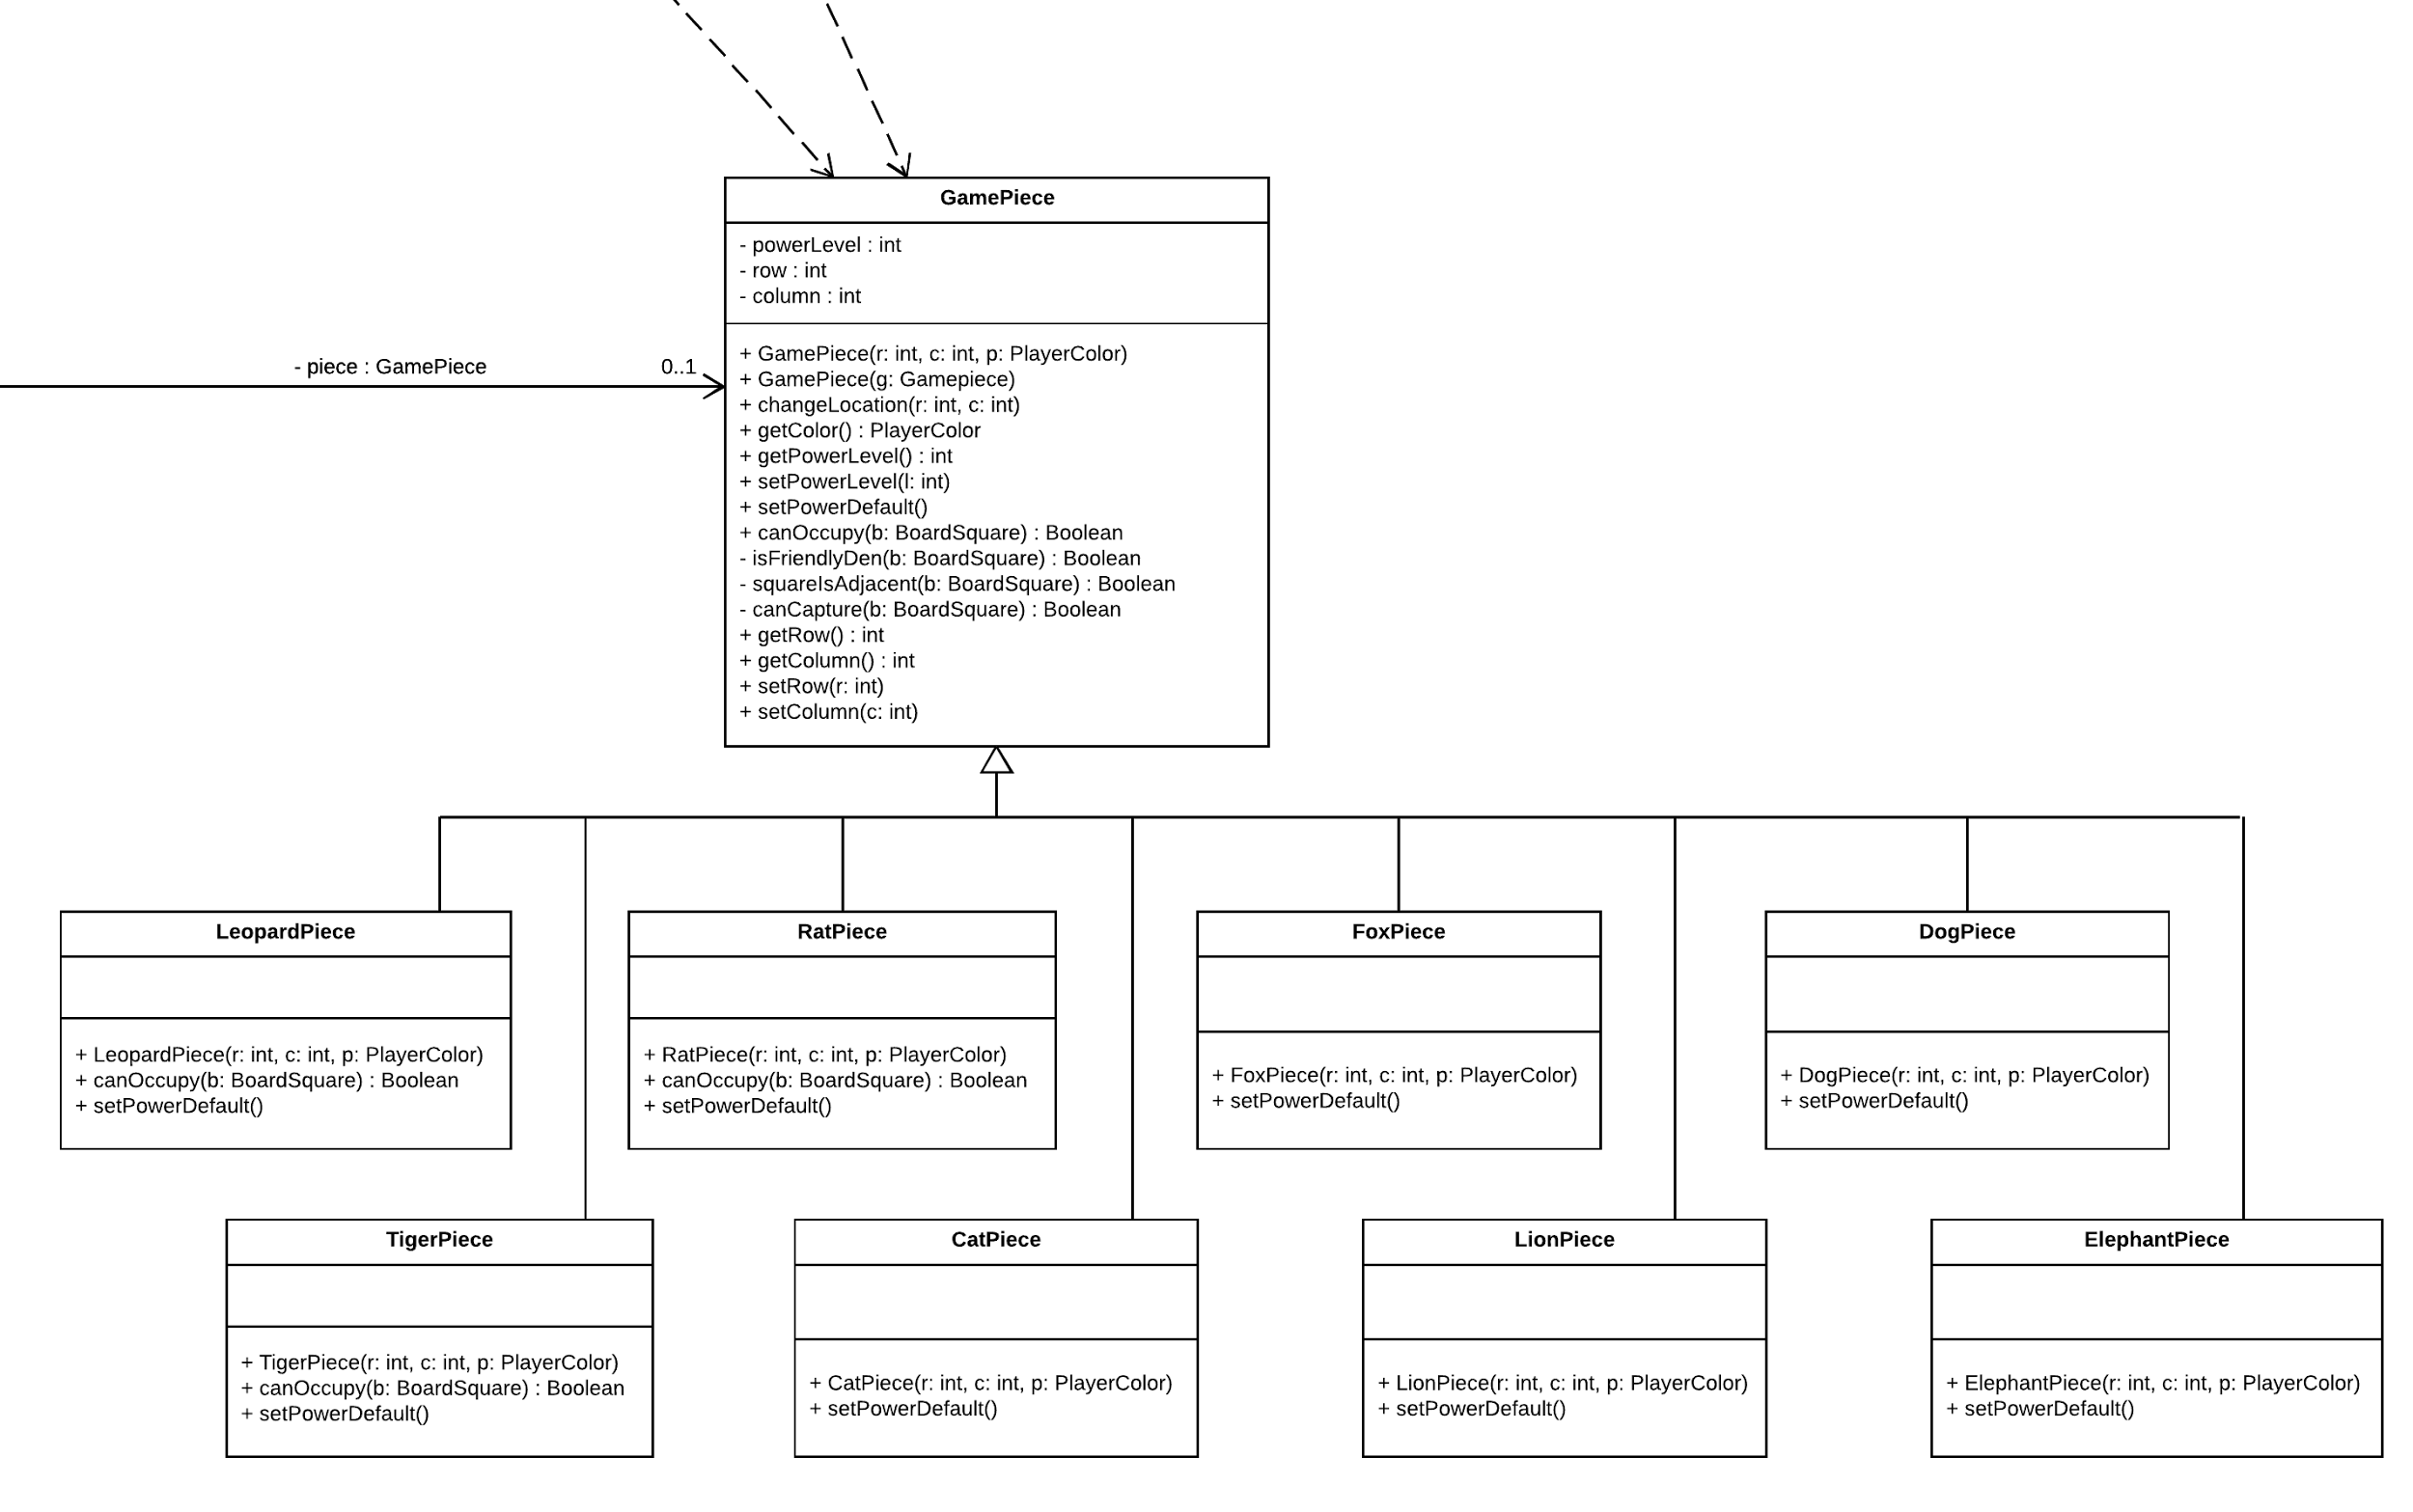 GamePiece
- powerLevel : int
- row : int
- column : int
- piece : GamePiece
0..1
+ GamePiece(r: int, c: int, p: PlayerColor)
+ GamePiece(g: Gamepiece)
+ changeLocation(r: int, c: int)
+ getColor() : PlayerColor
+ getPowerLevel() : int
+ setPowerLevel(l: int)
+ setPowerDefault()
+ canOccupy(b: BoardSquare) : Boolean
- isFriendlyDen(b: BoardSquare) : Boolean
- squareIsAdjacent(b: BoardSquare) : Boolean
- canCapture(b: BoardSquare) : Boolean
+ getRow() : int
+ getColumn() : int
+ setRow(r: int)
+ setColumn(c: int)
LeopardPiece
+ LeopardPiece(r: int, c: int, p: PlayerColor)
+ canOccupy(b: BoardSquare) : Boolean
+ setPowerDefault()
RatPiece
+ RatPiece(r: int, c: int, p: PlayerColor)
+ canOccupy(b: BoardSquare) : Boolean
+ setPowerDefault()
FoxPiece
+ FoxPiece(r: int, c: int, p: PlayerColor)
+ setPowerDefault()
DogPiece
+ DogPiece(r: int, c: int, p: PlayerColor)
+ setPowerDefault()
TigerPiece
+ TigerPiece(r: int, c: int, p: PlayerColor)
+ canOccupy(b: BoardSquare) : Boolean
+ setPowerDefault()
CatPiece
+ CatPiece(r: int, c: int, p: PlayerColor)
+ setPowerDefault()
LionPiece
+ LionPiece(r: int, c: int, p: PlayerColor)
+ setPowerDefault()
ElephantPiece
+ ElephantPiece(r: int, c: int, p: PlayerColor)
+ setPowerDefault()